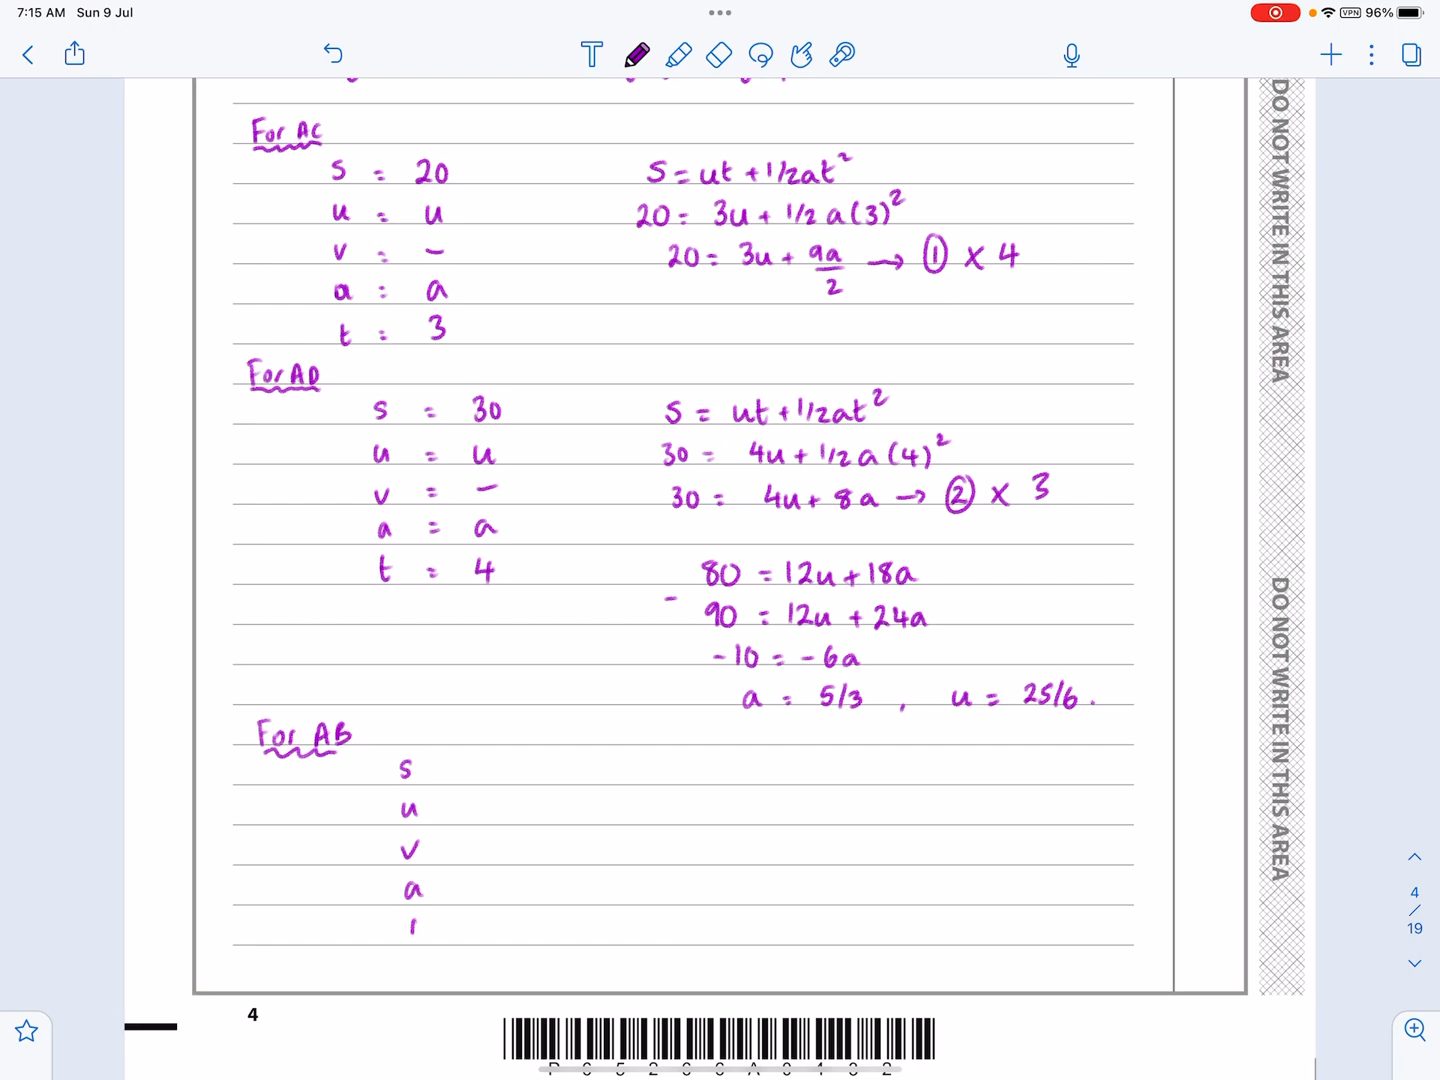 7:15 AM Sun 9 Jul
VPN 96%
For AC
s = 20
u = u
v = -
a = a
t = 3
S = ut + 1/2at²
20 = 3u + 1/2 a(3)²
20 = 3u + 9a/2 → ① × 4
For AD
s = 30
u = u
v = -
a = a
t = 4
S = ut + 1/2at²
30 = 4u + 1/2 a(4)²
30 = 4u + 8a → ② × 3
80 = 12u + 18a
- 90 = 12u + 24a
-10 = -6a
a = 5/3 , u = 25/6.
For AB
s
u
v
a
DO NOT WRITE IN THIS AREA
DO NOT WRITE IN THIS AREA
4
/
19
4